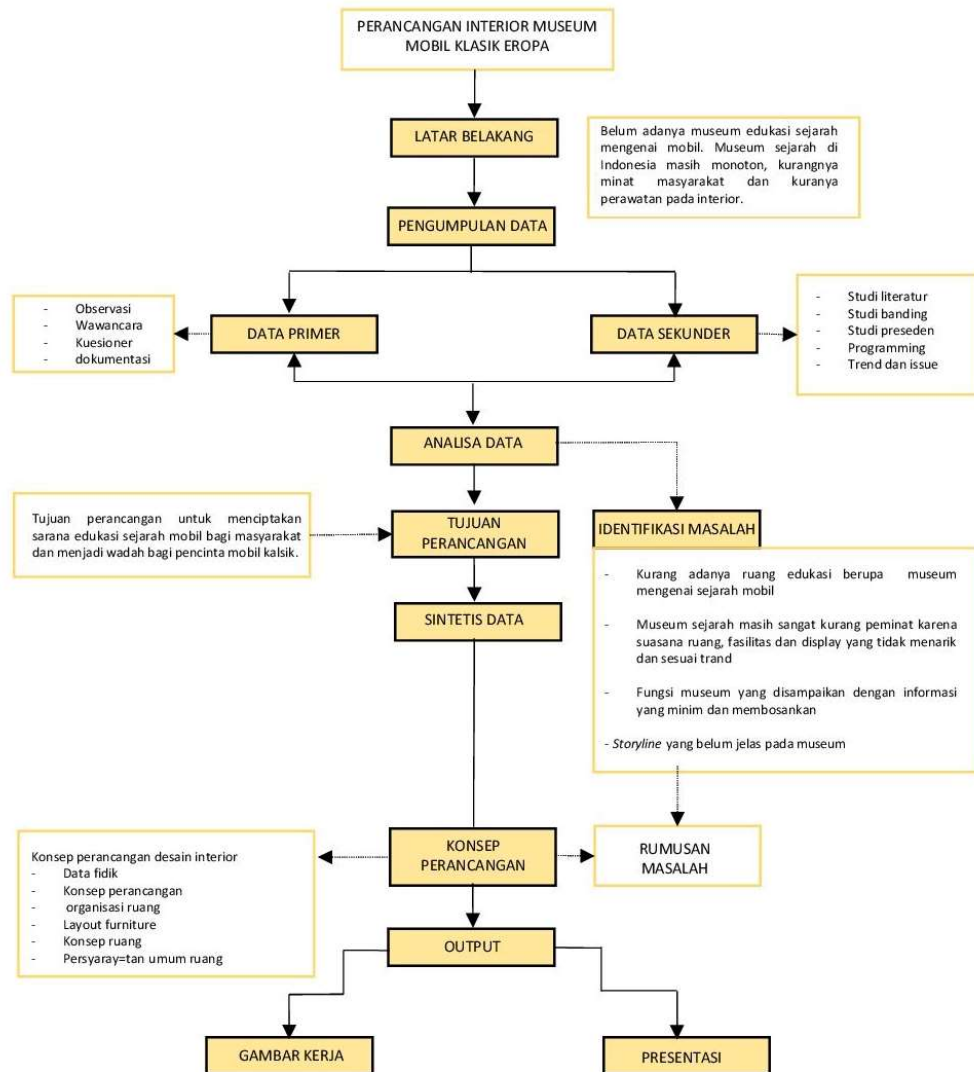 PERANCANGAN INTERIOR MUSEUM
MOBIL KLASIK EROPA
LATAR BELAKANG
Belum adanya museum edukasi sejarah
mengenai mobil. Museum sejarah di
Indonesia masih monoton, kurangnya
minat masyarakat dan kuranya
perawatan pada interior.
PENGUMPULAN DATA
- Observasi
- Wawancara
- Kuesioner
- dokumentasi
DATA PRIMER
DATA SEKUNDER
- Studi literatur
- Studi banding
- Studi preseden
- Programming
- Trend dan issue
ANALISA DATA
Tujuan perancangan untuk menciptakan
sarana edukasi sejarah mobil bagi masyarakat
dan menjadi wadah bagi pencinta mobil kalsik.
TUJUAN
PERANCANGAN
IDENTIFIKASI MASALAH
- Kurang adanya ruang edukasi berupa museum
mengenai sejarah mobil
- Museum sejarah masih sangat kurang peminat karena
suasana ruang, fasilitas dan display yang tidak menarik
dan sesuai trand
- Fungsi museum yang disampaikan dengan informasi
yang minim dan membosankan
- Storyline yang belum jelas pada museum
SINTETIS DATA
Konsep perancangan desain interior
- Data fidik
- Konsep perancangan
- organisasi ruang
- Layout furniture
- Konsep ruang
- Persyaray=tan umum ruang
KONSEP
PERANCANGAN
RUMUSAN
MASALAH
OUTPUT
GAMBAR KERJA
PRESENTASI